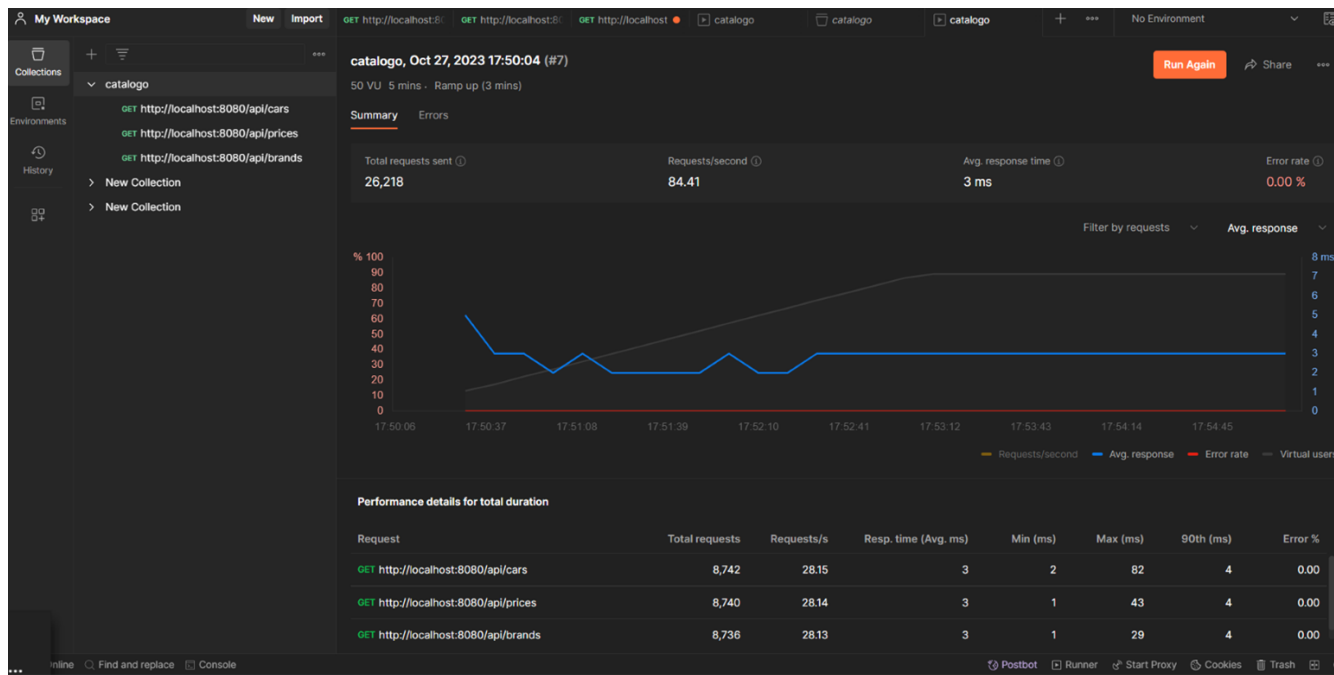 My Workspace New Import GET http://localhost:80 GET http://localhost:80 GET http://localhost catalogo catalogo catalogo No Environment
Collections
Environments
History
catalogo
GET http://localhost:8080/api/cars
GET http://localhost:8080/api/prices
GET http://localhost:8080/api/brands
New Collection
New Collection
catalogo, Oct 27, 2023 17:50:04 (#7)
Run Again Share
50 VU 5 mins · Ramp up (3 mins)
Summary Errors
Total requests sent Requests/second Avg. response time Error rate
26,218 84.41 3 ms 0.00 %
Filter by requests Avg. response
% 100 8 ms
90 7
80
70 6
60 5
50 4
40 3
30 2
20
10 1
0 0
17:50:06 17:50:37 17:51:08 17:51:39 17:52:10 17:52:41 17:53:12 17:53:43 17:54:14 17:54:45
Requests/second Avg. response Error rate Virtual users
Performance details for total duration
Request Total requests Requests/s Resp. time (Avg. ms) Min (ms) Max (ms) 90th (ms) Error %
GET http://localhost:8080/api/cars 8,742 28.15 3 2 82 4 0.00
GET http://localhost:8080/api/prices 8,740 28.14 3 1 43 4 0.00
GET http://localhost:8080/api/brands 8,736 28.13 3 1 29 4 0.00
nline Find and replace Console Postbot Runner Start Proxy Cookies Trash